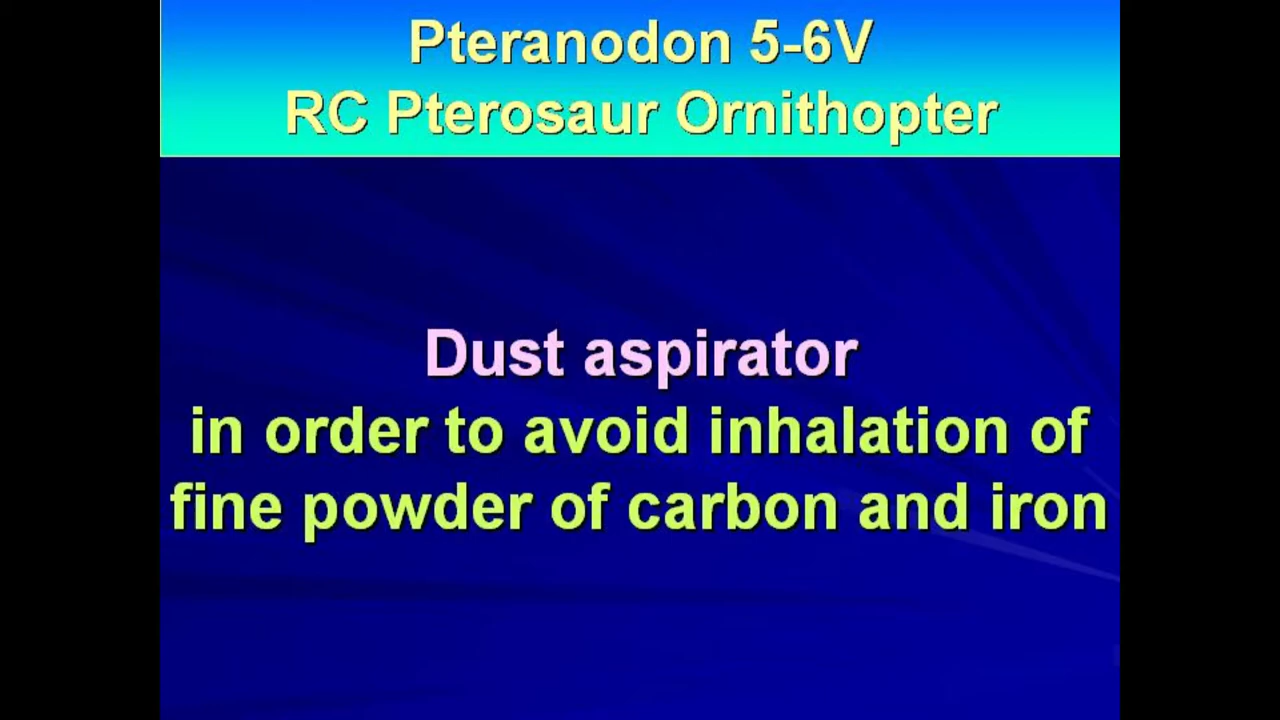 Pteranodon 5-6V
RC Pterosaur Ornithopter
Dust aspirator
in order to avoid inhalation of
fine powder of carbon and iron